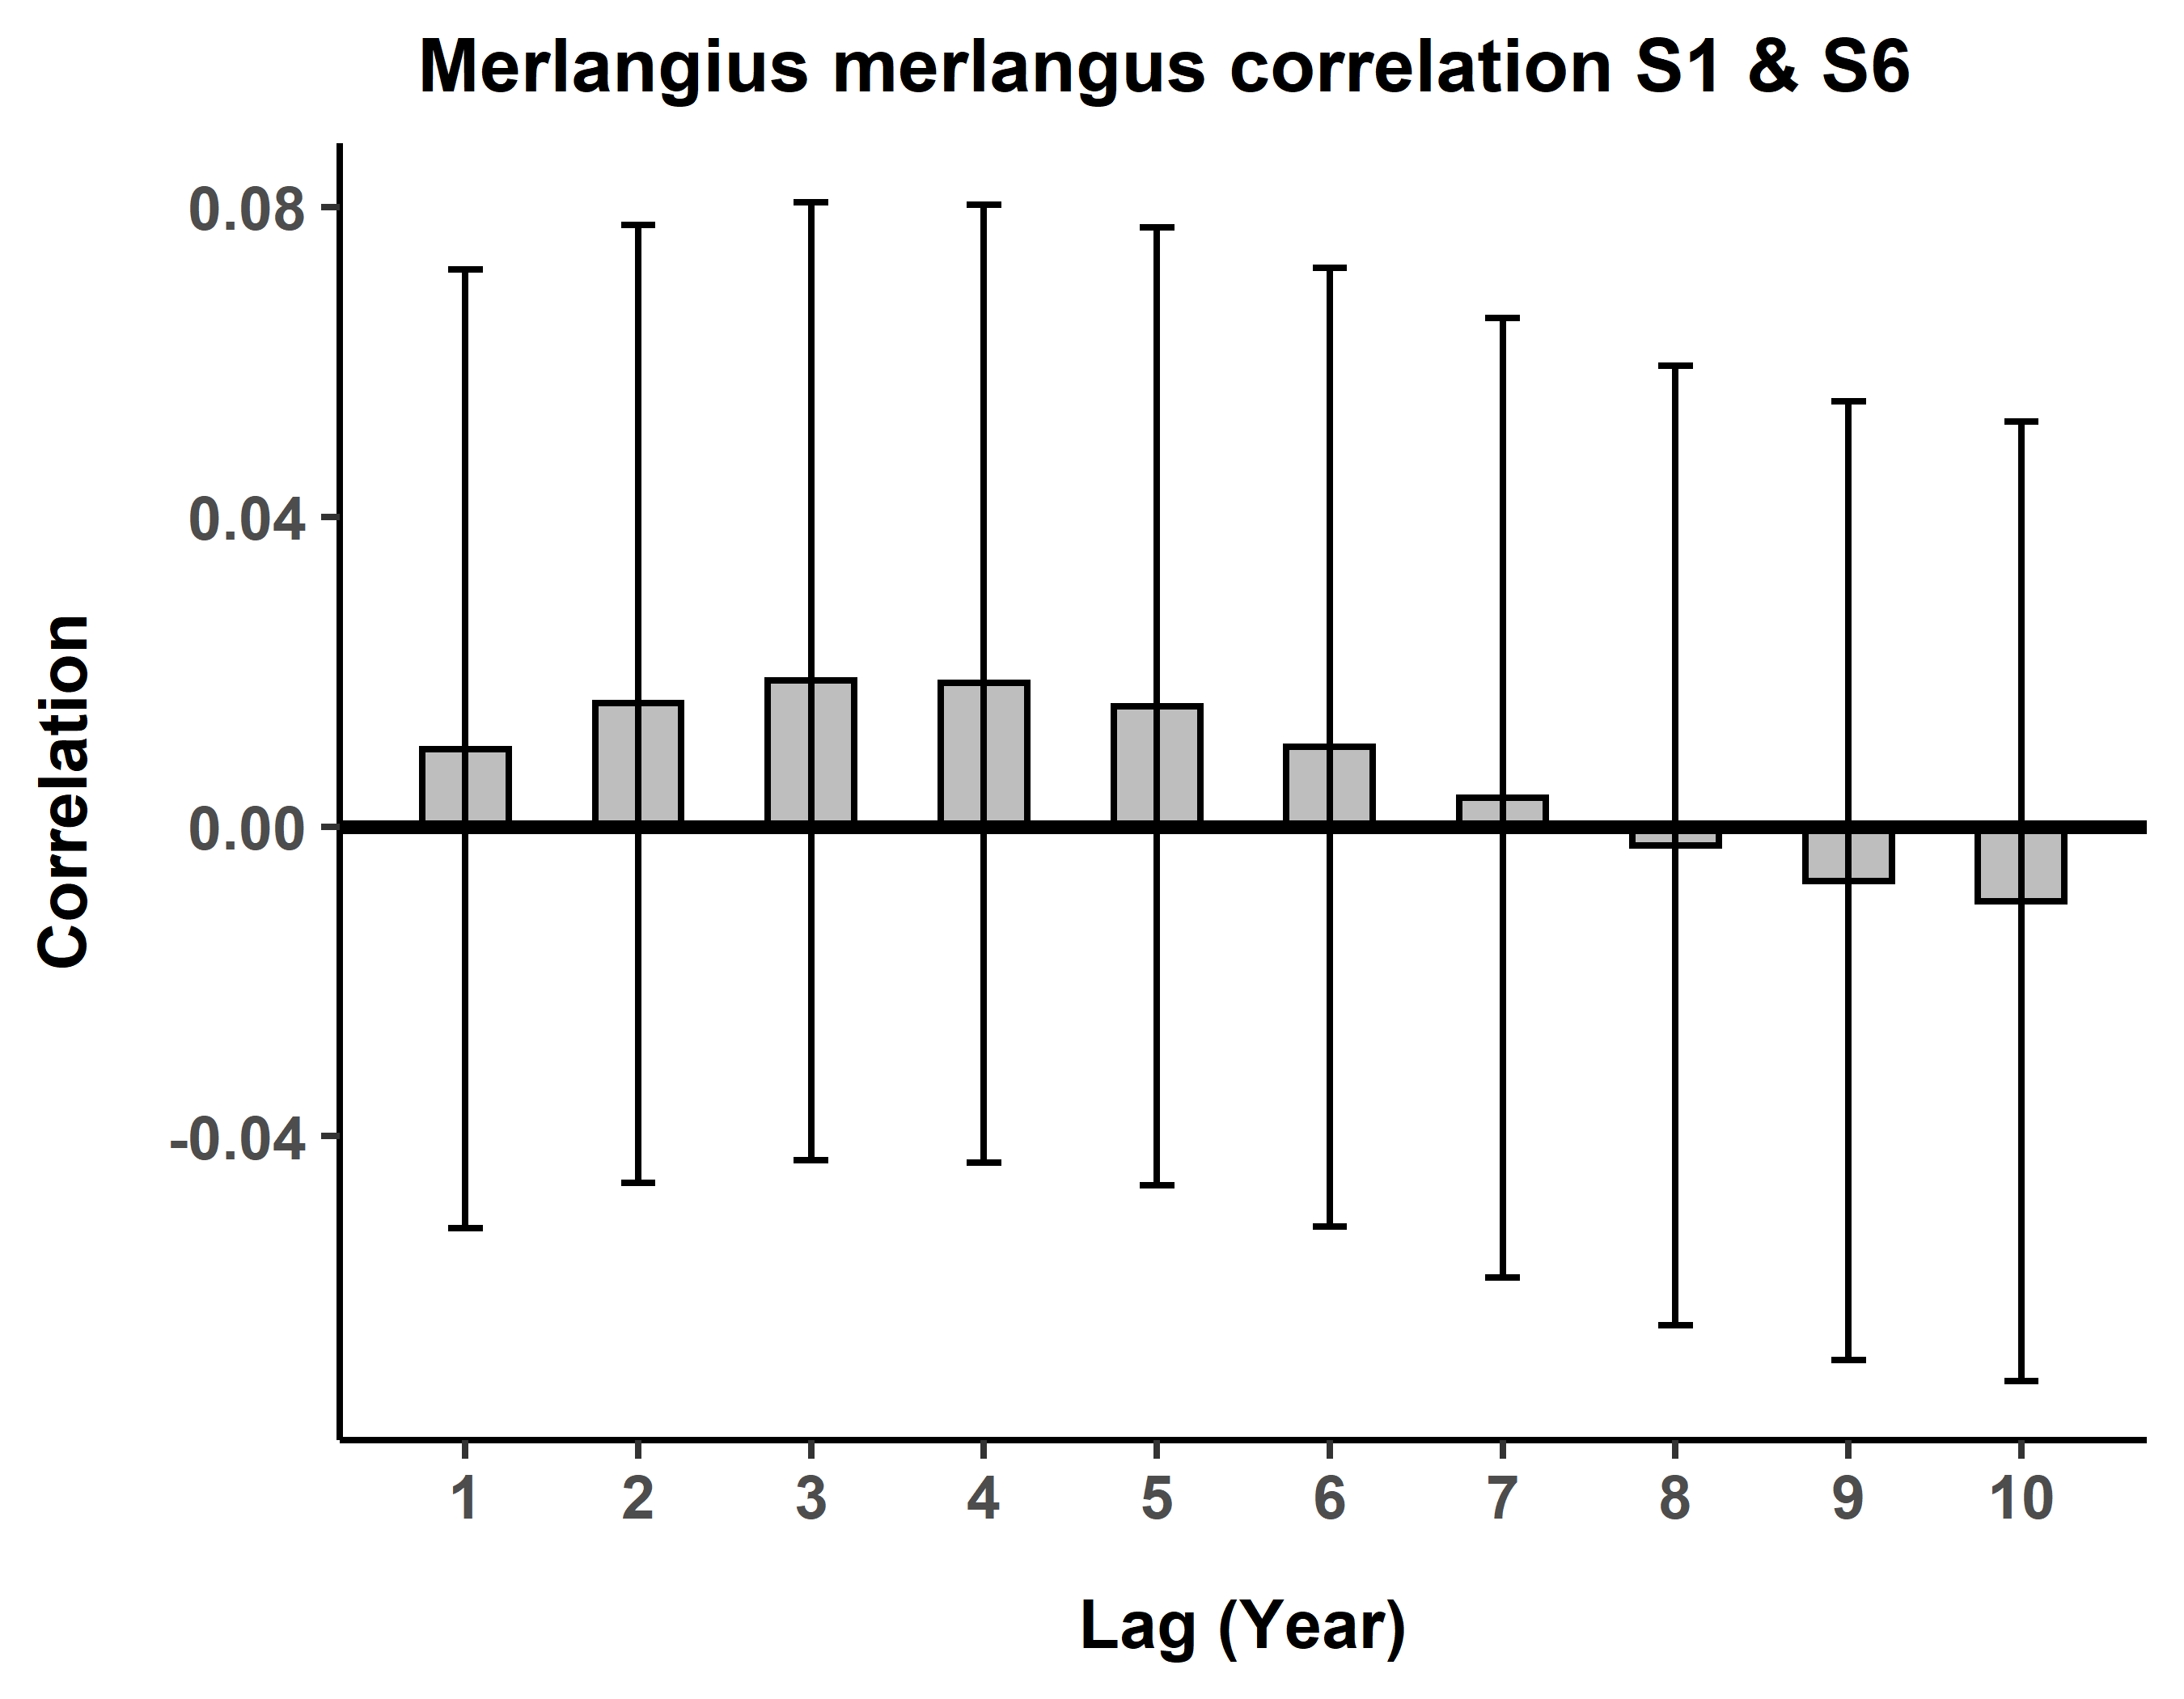 Merlangius merlangus correlation S1 & S6
0.08
0.04
0.00
-0.04
Correlation
1 2 3 4 5 6 7 8 9 10
Lag (Year)